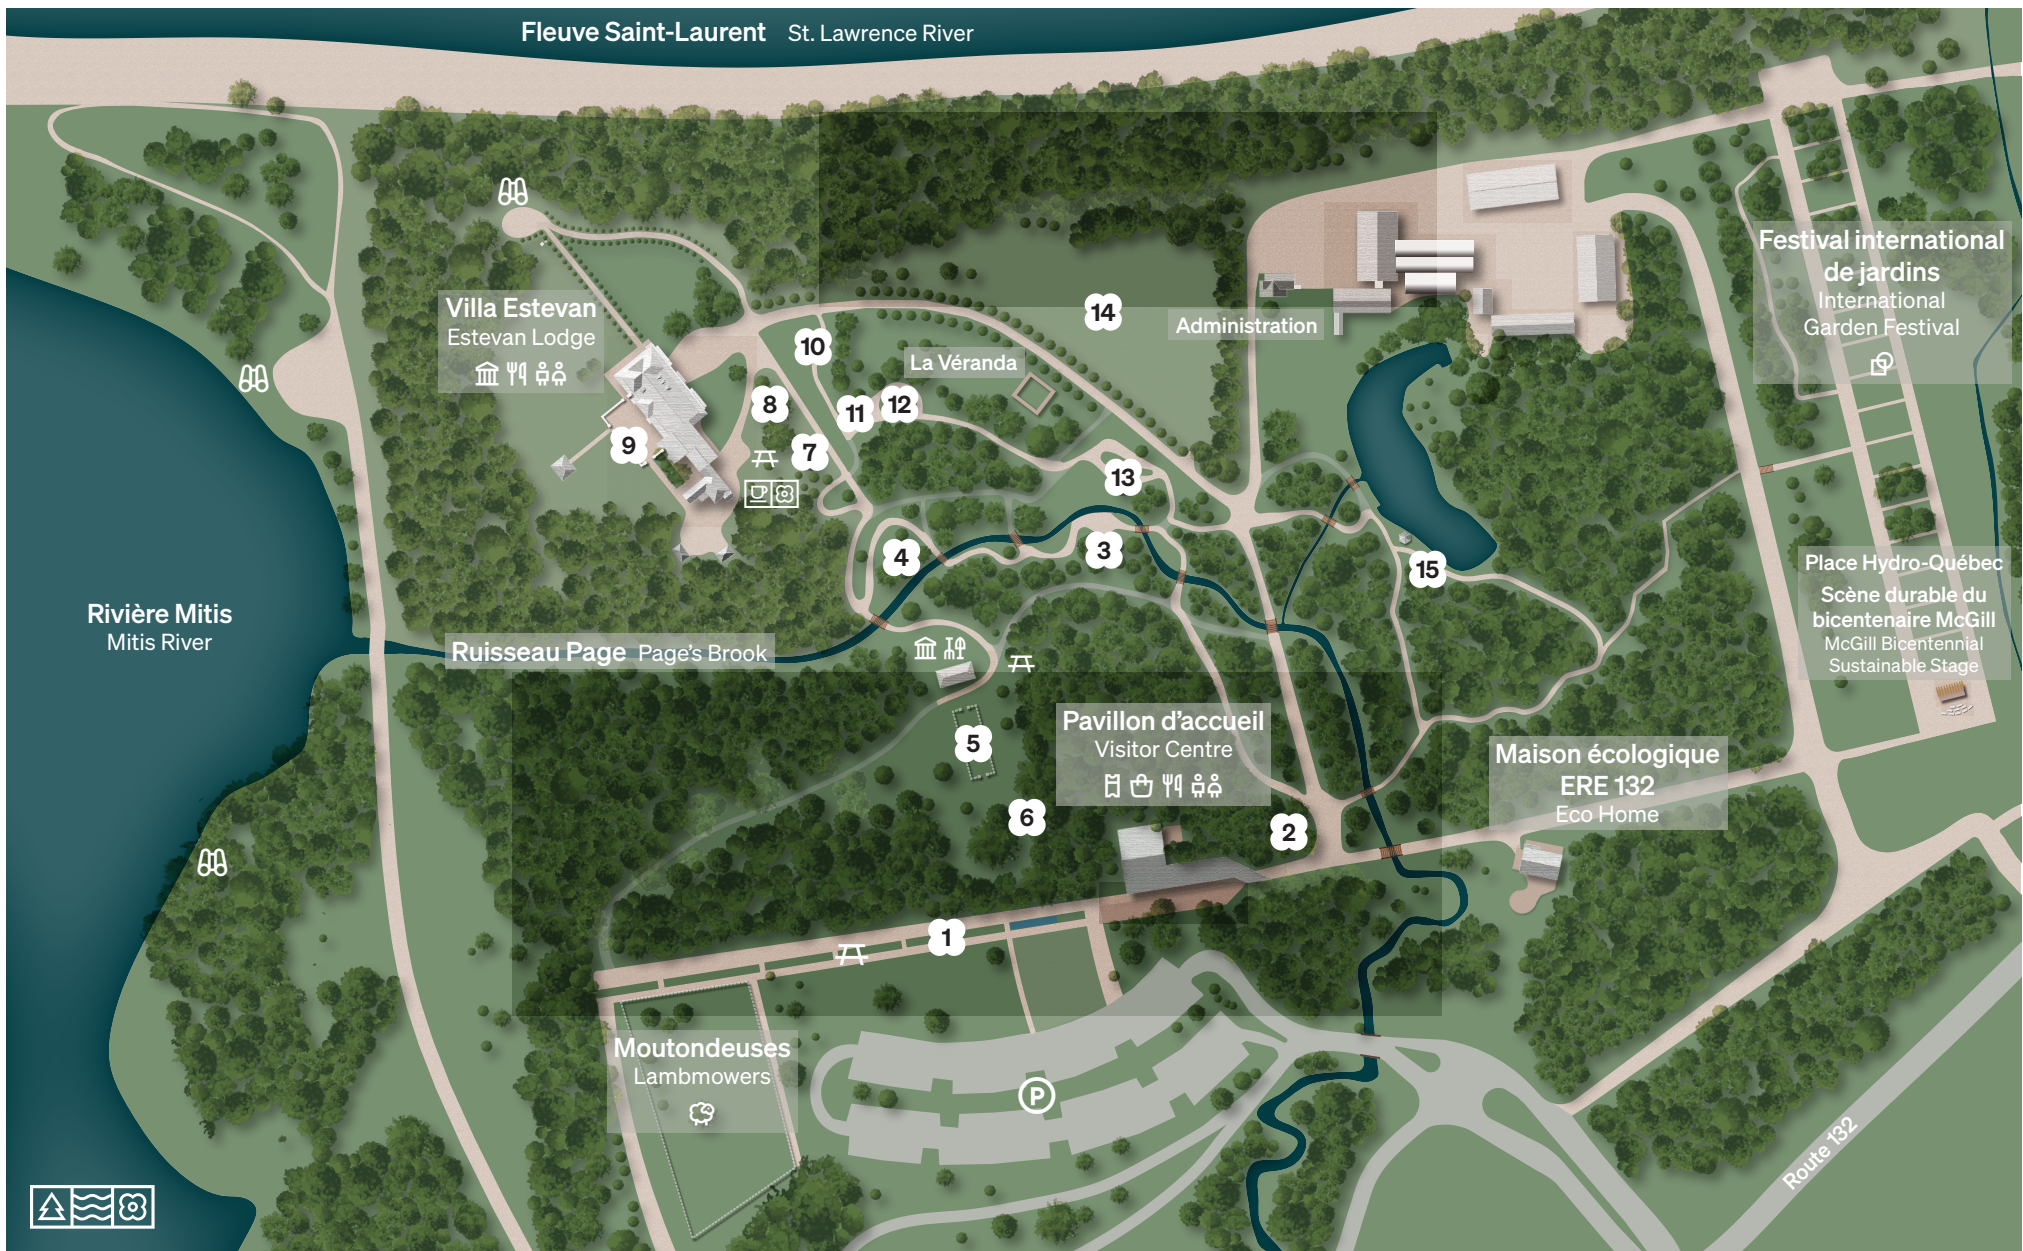 Fleuve Saint-Laurent St. Lawrence River
Festival international
de jardins
International
Garden Festival
Villa Estevan
Estevan Lodge
14
Administration
10
La Véranda
8
11
12
9
7
13
4
3
15
Place Hydro-Québec
Scène durable du
bicentenaire McGill
McGill Bicentennial
Sustainable Stage
Rivière Mitis
Mitis River
Ruisseau Page Page's Brook
5
Pavillon d'accueil
Visitor Centre
Maison écologique
ERE 132
Eco Home
6
2
1
Moutondeuses
Lambmowers
P
Route 132